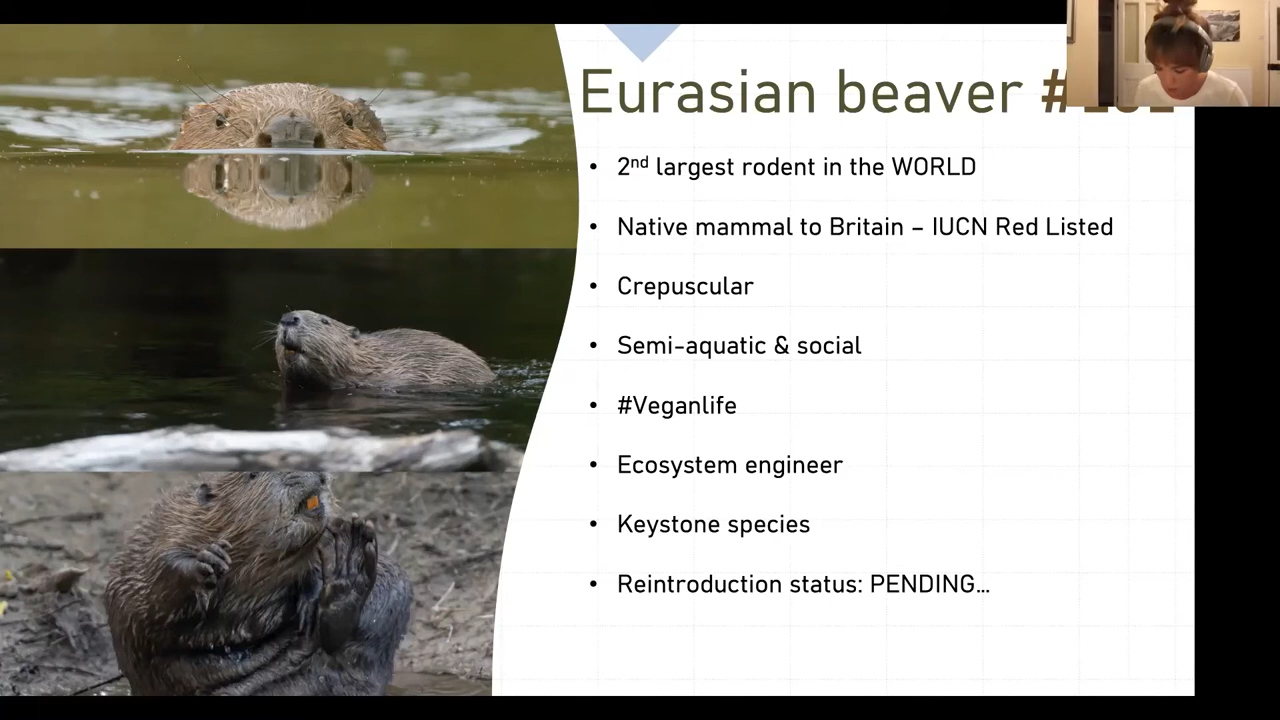 Eurasian beaver #
• 2nd largest rodent in the WORLD
• Native mammal to Britain – IUCN Red Listed
• Crepuscular
• Semi-aquatic & social
• #Veganlife
• Ecosystem engineer
• Keystone species
• Reintroduction status: PENDING…